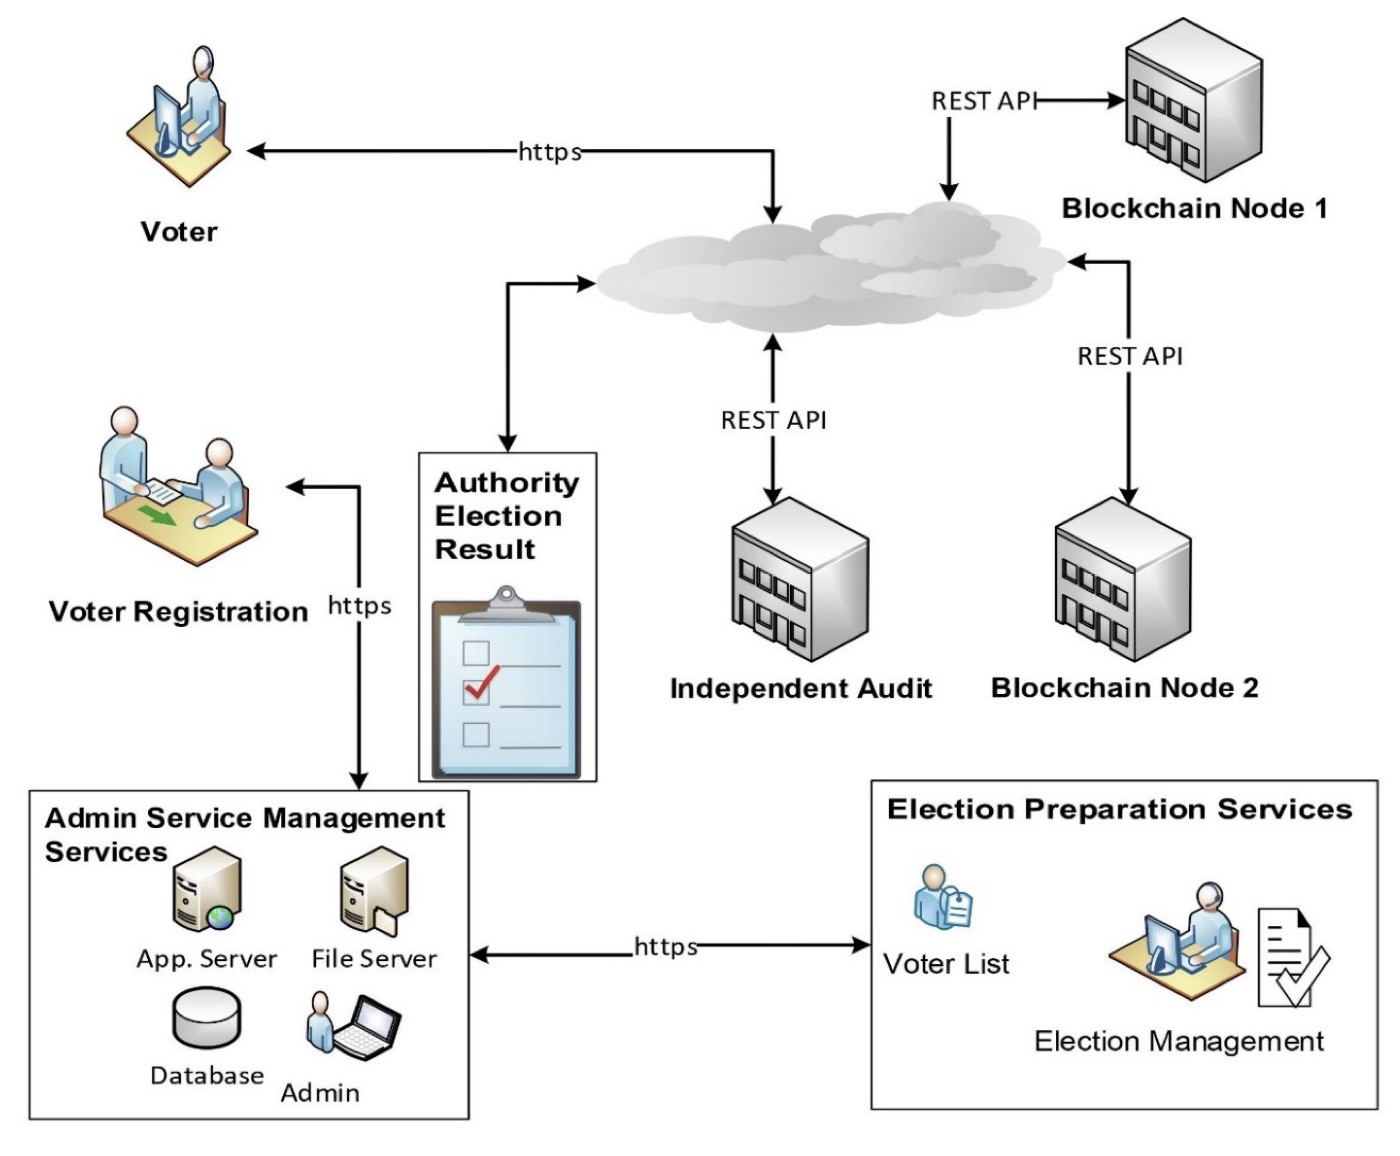 REST API
https
Blockchain Node 1
Voter
REST API
REST API
Authority
Election
Result
Voter Registration
https
Independent Audit
Blockchain Node 2
Admin Service Management
Services
App. Server
File Server
Database
Admin
https
Election Preparation Services
Voter List
Election Management